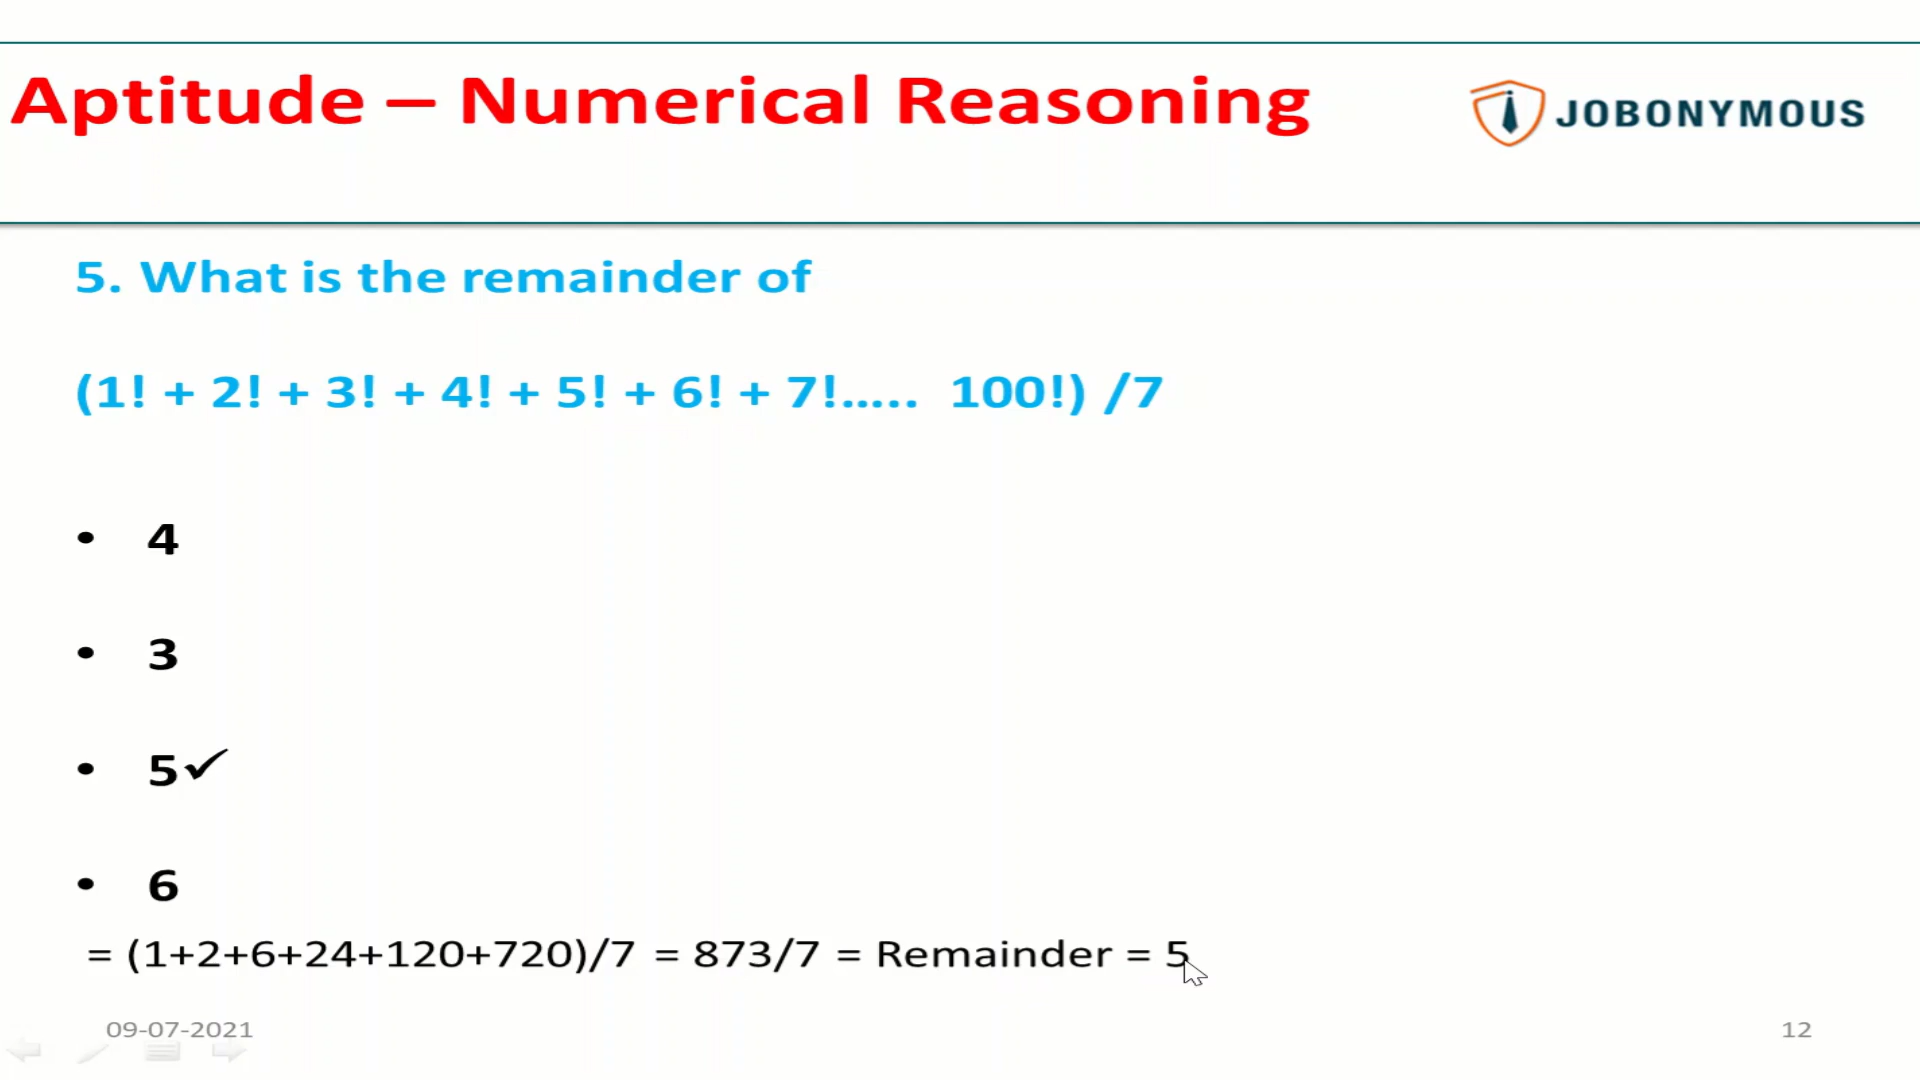 Aptitude – Numerical Reasoning
JOBONYMOUS
5. What is the remainder of
(1! + 2! + 3! + 4! + 5! + 6! + 7!..... 100!) /7
• 4
• 3
• 5✓
• 6
= (1+2+6+24+120+720)/7 = 873/7 = Remainder = 5
09-07-2021
12